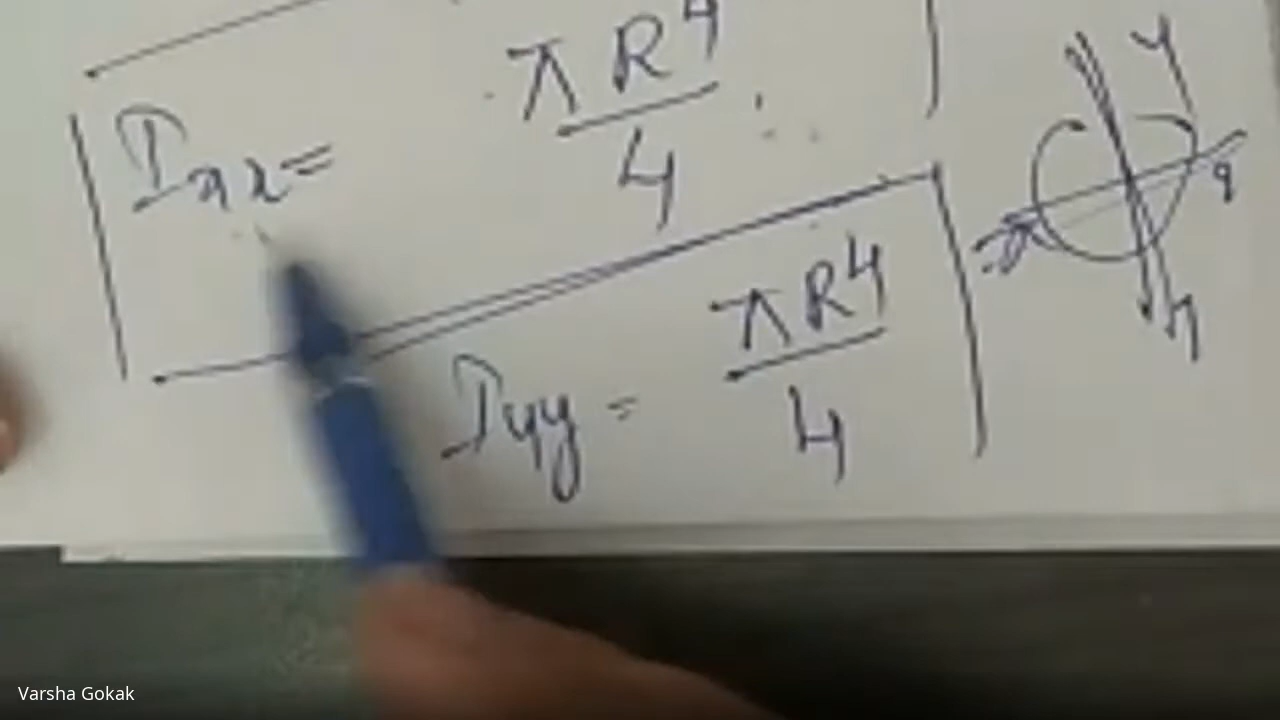 Ixx = πR⁴/4
Iyy = πR⁴/4
y
x
x
y
Varsha Gokak